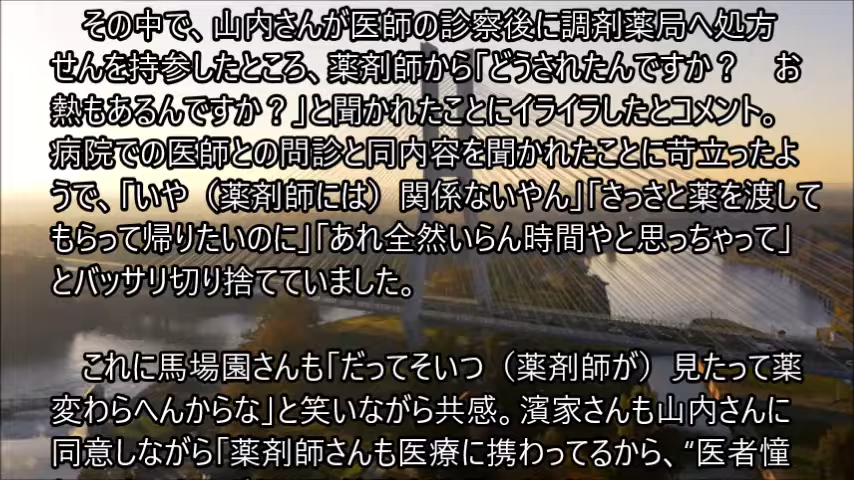 その中で、山内さんが医師の診察後に調剤薬局へ処方
せんを持参したところ、薬剤師から「どうされたんですか？　お
熱もあるんですか？」と聞かれたことにイライラしたとコメント。
病院での医師との問診と同内容を聞かれたことに苛立ったよ
うで、「いや（薬剤師には）関係ないやん」「さっさと薬を渡して
もらって帰りたいのに」「あれ全然いらん時間やと思っちゃって」
とバッサリ切り捨てていました。
これに馬場園さんも「だってそいつ（薬剤師が）見たって薬
変わらへんからな」と笑いながら共感。濱家さんも山内さんに
同意しながら「薬剤師さんも医療に携わってるから、“医者憧